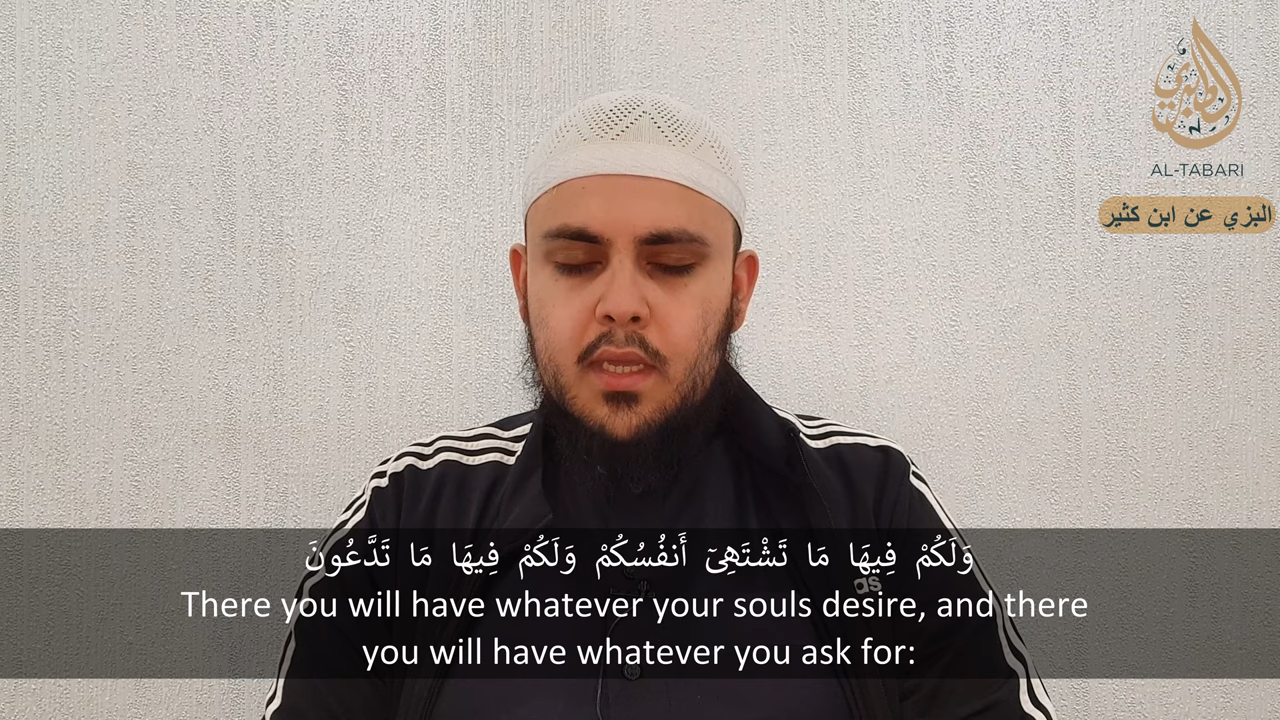 AL-TABARI
البزي عن ابن كثير
وَلَكُمْ فِيهَا مَا تَشْتَهِىٓ أَنفُسُكُمْ وَلَكُمْ فِيهَا مَا تَدَّعُونَ
as
There you will have whatever your souls desire, and there
you will have whatever you ask for: